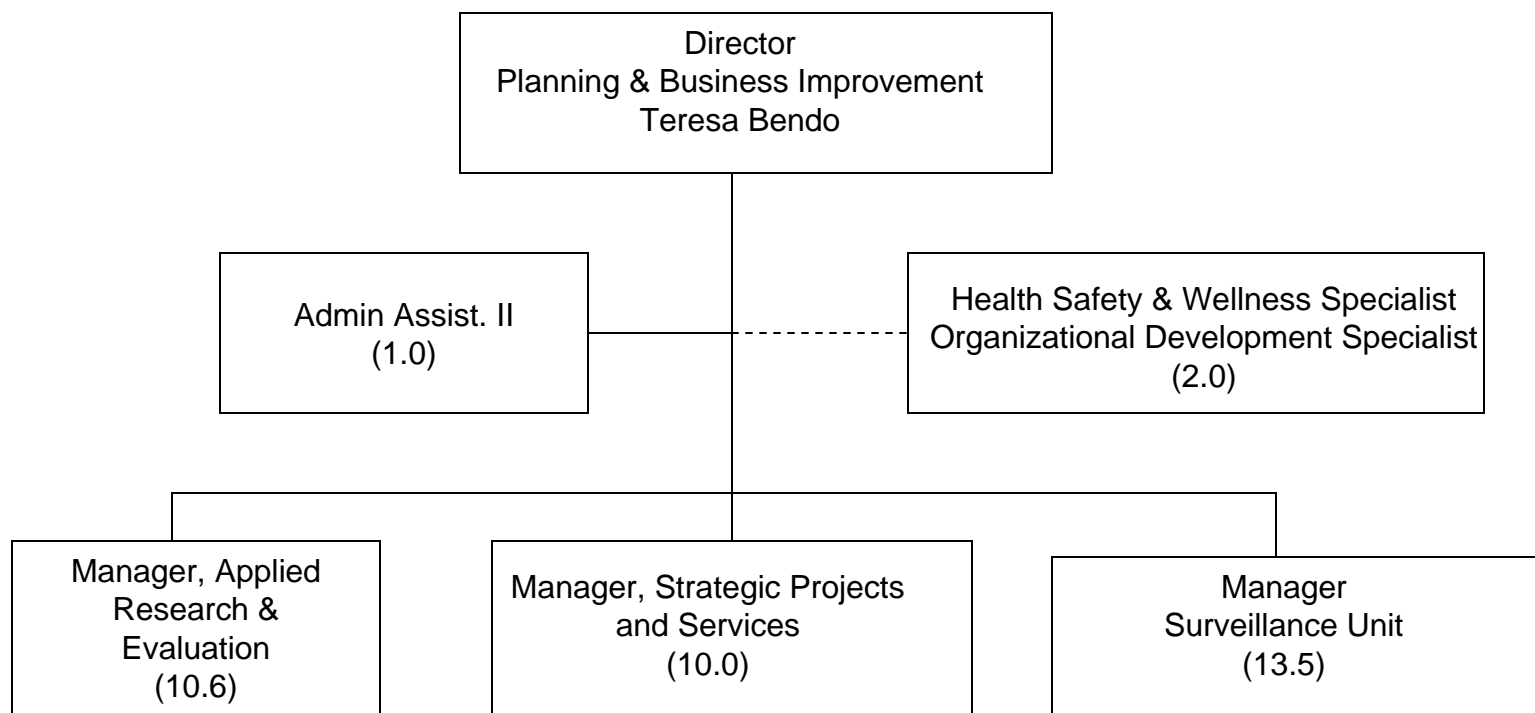 Director
Planning & Business Improvement
Teresa Bendo
Admin Assist. II
(1.0)
Health Safety & Wellness Specialist
Organizational Development Specialist
(2.0)
Manager, Applied
Research &
Evaluation
(10.6)
Manager, Strategic Projects
and Services
(10.0)
Manager
Surveillance Unit
(13.5)